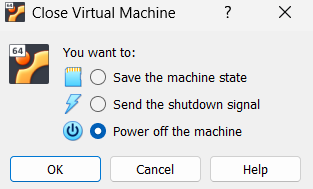 Close Virtual Machine
?
64
You want to:
Save the machine state
Send the shutdown signal
Power off the machine
OK
Cancel
Help